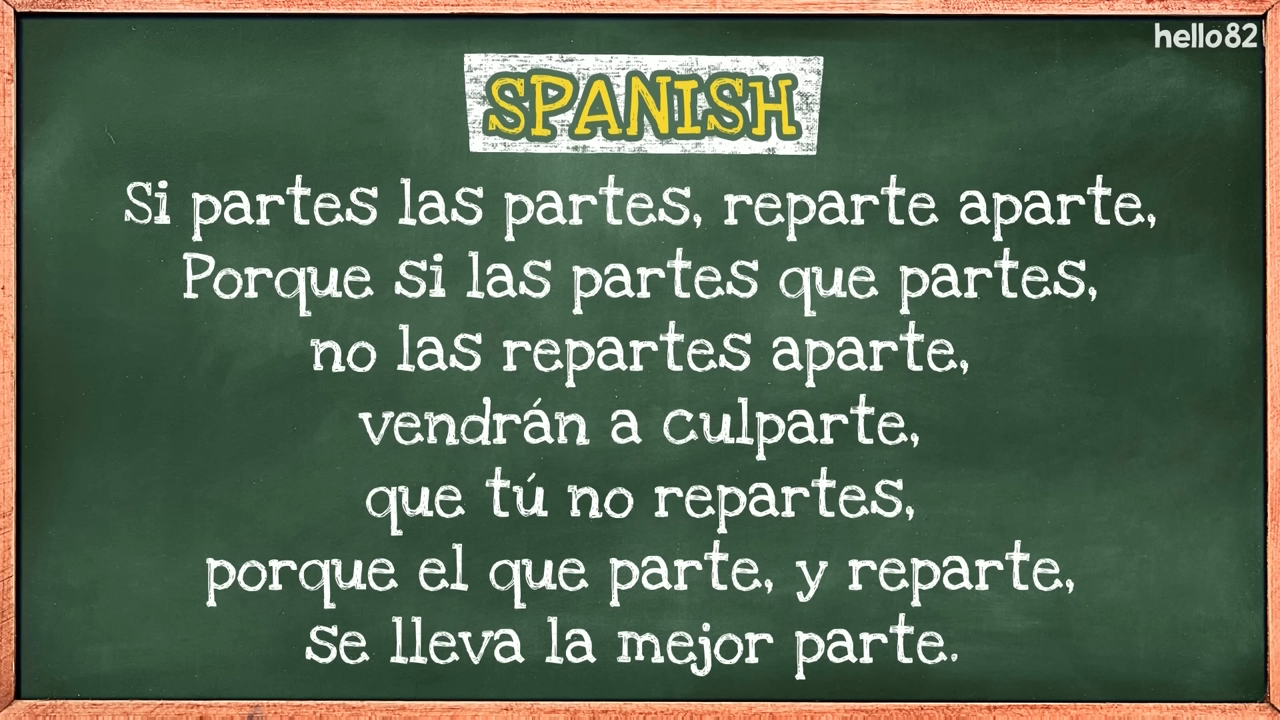 hello82
SPANISH
Si partes las partes, reparte aparte,
Porque si las partes que partes,
no las repartes aparte,
vendrán a culparte,
que tú no repartes,
porque el que parte, y reparte,
se lleva la mejor parte.